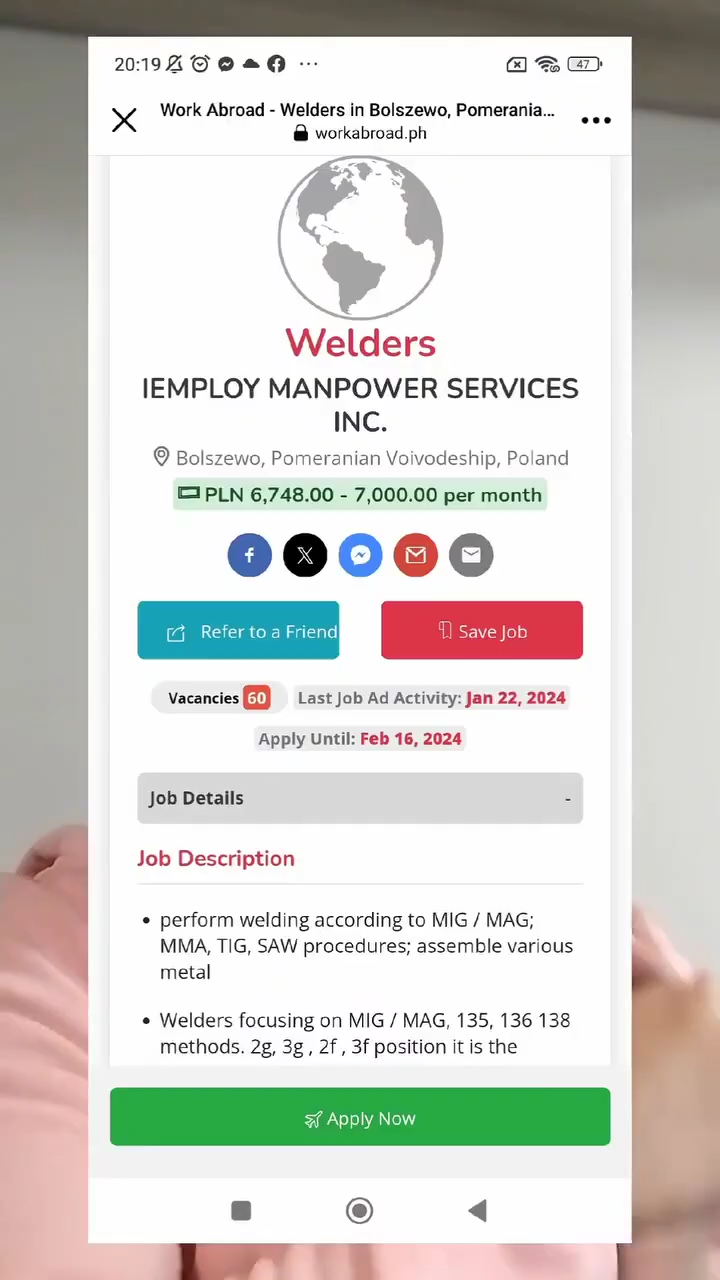 20:19 ...
47
Work Abroad - Welders in Bolszewo, Pomerania...
workabroad.ph
Welders
IEMPLOY MANPOWER SERVICES
INC.
Bolszewo, Pomeranian Voivodeship, Poland
PLN 6,748.00 - 7,000.00 per month
Refer to a Friend
Save Job
Vacancies 60 Last Job Ad Activity: Jan 22, 2024
Apply Until: Feb 16, 2024
Job Details -
Job Description
• perform welding according to MIG / MAG;
MMA, TIG, SAW procedures; assemble various
metal
• Welders focusing on MIG / MAG, 135, 136 138
methods. 2g, 3g , 2f , 3f position it is the
Apply Now